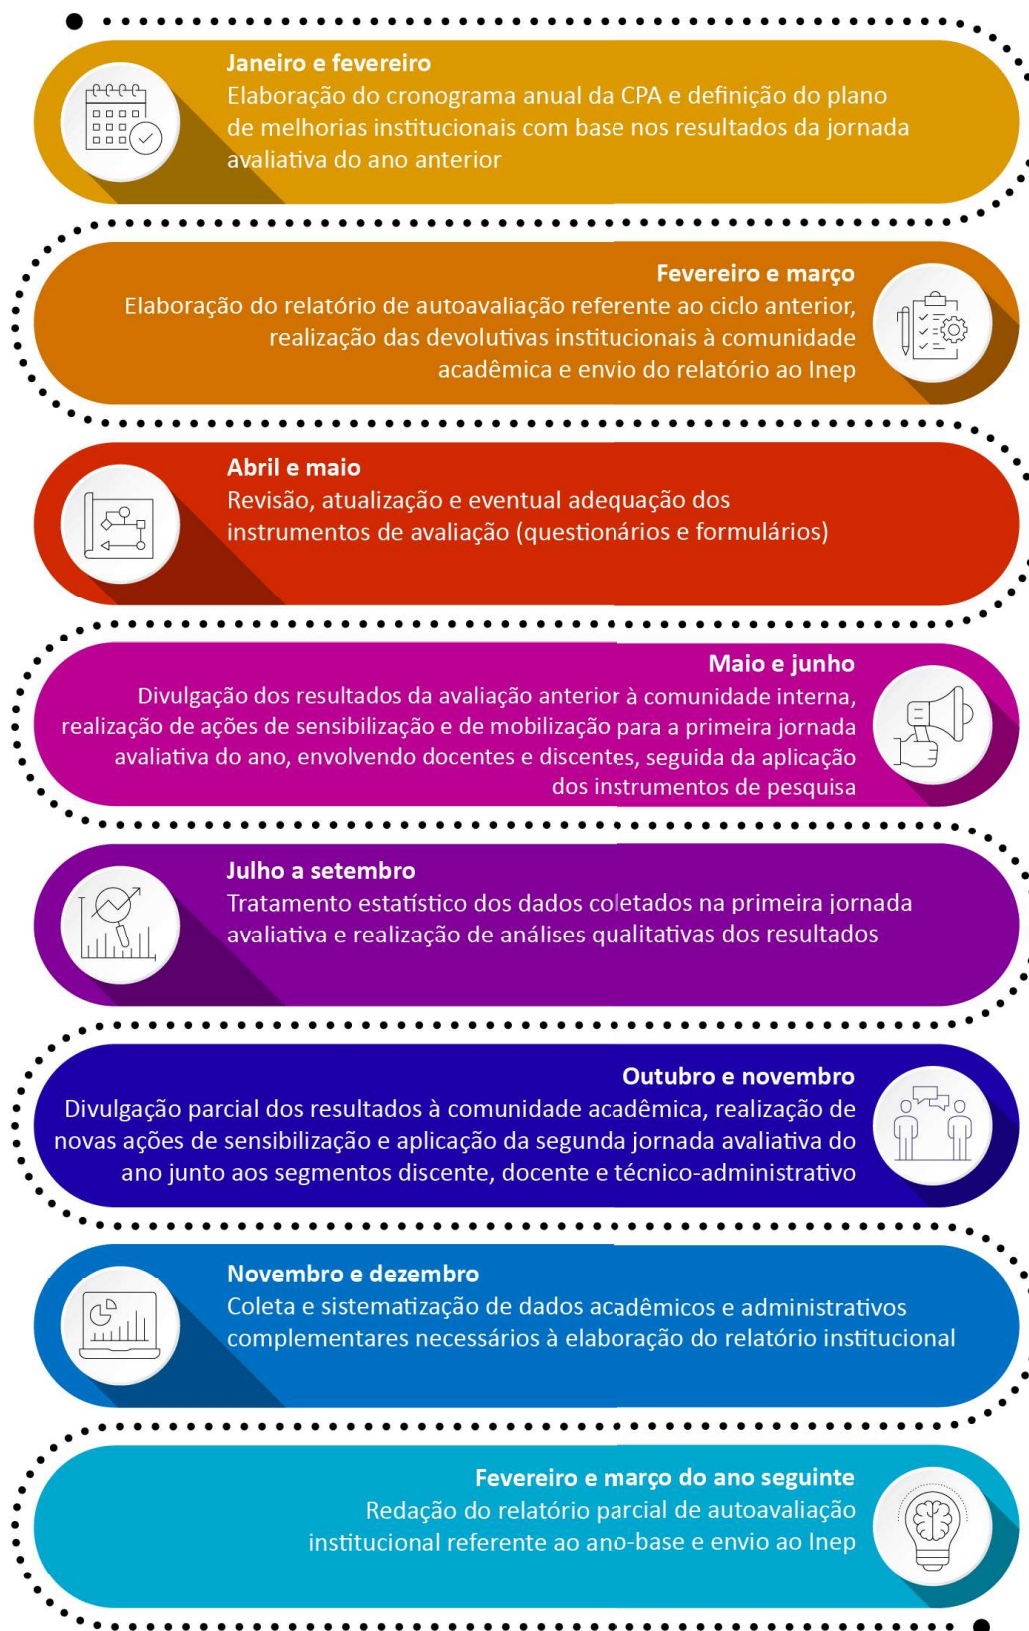 Janeiro e fevereiro
Elaboração do cronograma anual da CPA e definição do plano
de melhorias institucionais com base nos resultados da jornada
avaliativa do ano anterior
Fevereiro e março
Elaboração do relatório de autoavaliação referente ao ciclo anterior,
realização das devolutivas institucionais à comunidade
acadêmica e envio do relatório ao Inep
Abril e maio
Revisão, atualização e eventual adequação dos
instrumentos de avaliação (questionários e formulários)
Maio e junho
Divulgação dos resultados da avaliação anterior à comunidade interna,
realização de ações de sensibilização e de mobilização para a primeira jornada
avaliativa do ano, envolvendo docentes e discentes, seguida da aplicação
dos instrumentos de pesquisa
Julho a setembro
Tratamento estatístico dos dados coletados na primeira jornada
avaliativa e realização de análises qualitativas dos resultados
Outubro e novembro
Divulgação parcial dos resultados à comunidade acadêmica, realização de
novas ações de sensibilização e aplicação da segunda jornada avaliativa do
ano junto aos segmentos discente, docente e técnico-administrativo
Novembro e dezembro
Coleta e sistematização de dados acadêmicos e administrativos
complementares necessários à elaboração do relatório institucional
Fevereiro e março do ano seguinte
Redação do relatório parcial de autoavaliação
institucional referente ao ano-base e envio ao Inep